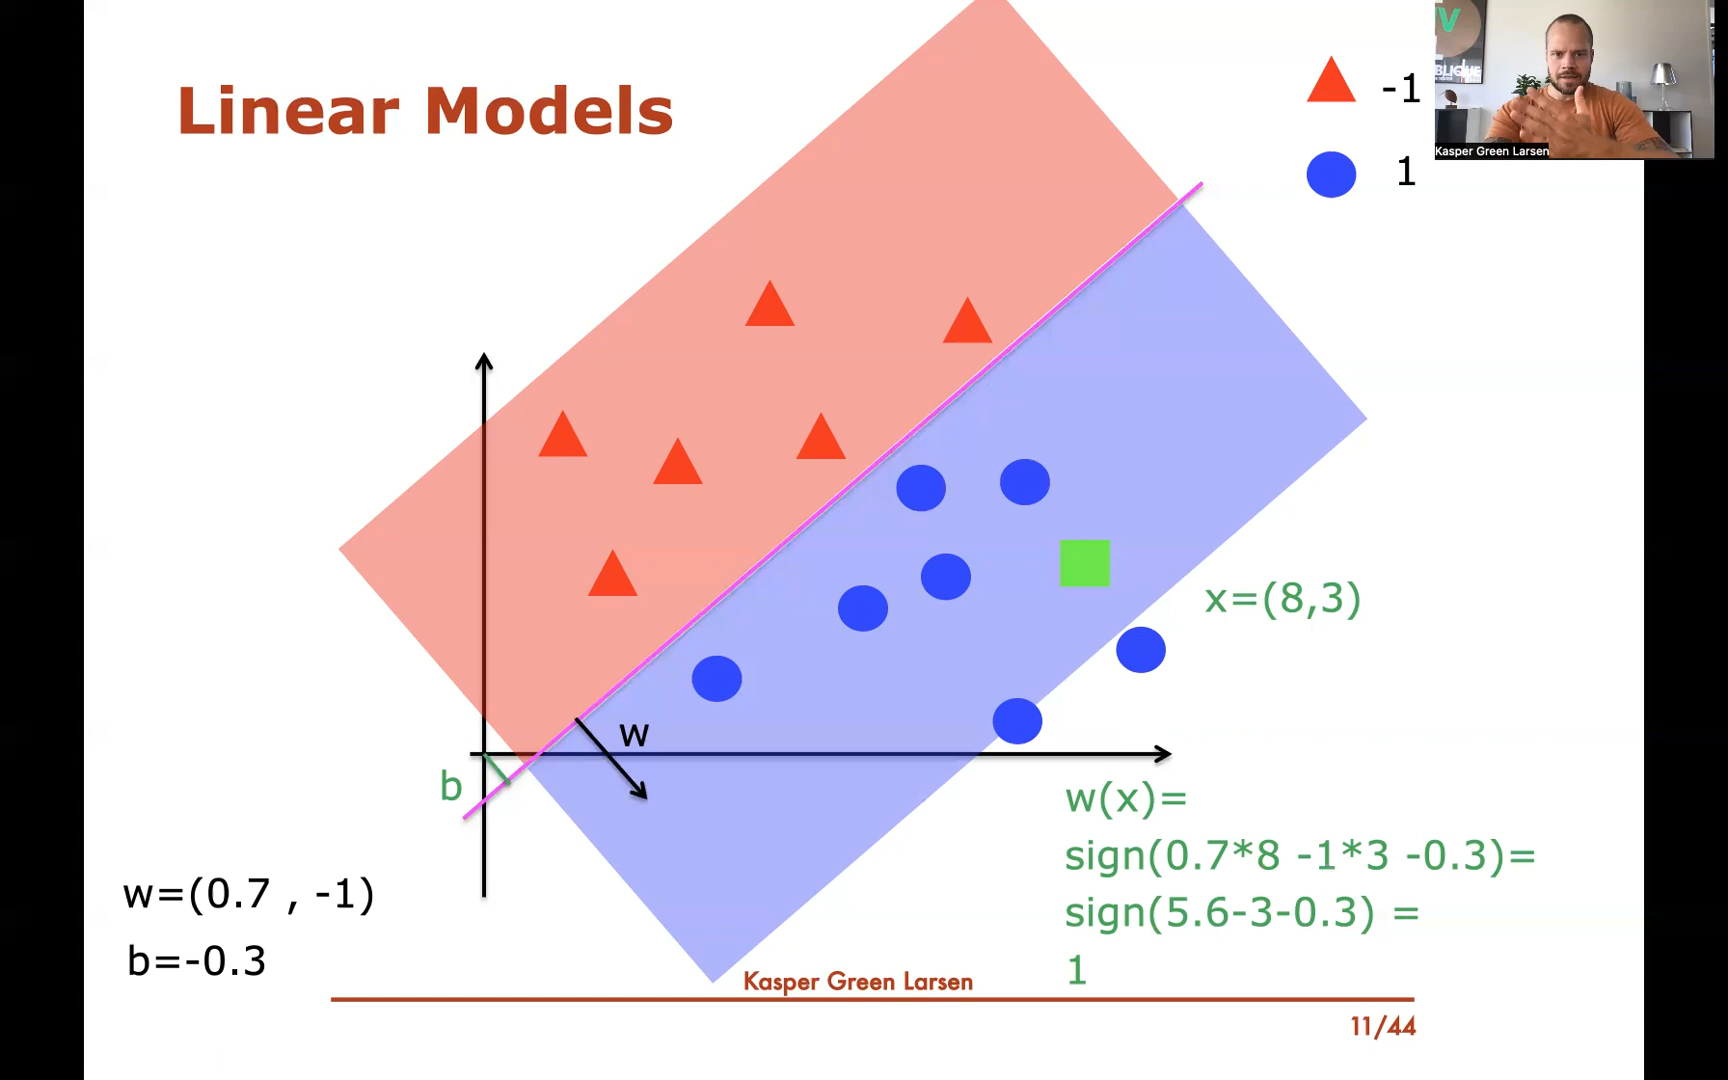 Linear Models
-1
1
V
BLIQUE
Kasper Green Larsen
x=(8,3)
w
b
w(x)=
sign(0.7*8 -1*3 -0.3)=
sign(5.6-3-0.3) =
1
w=(0.7 , -1)
b=-0.3
Kasper Green Larsen
11/44